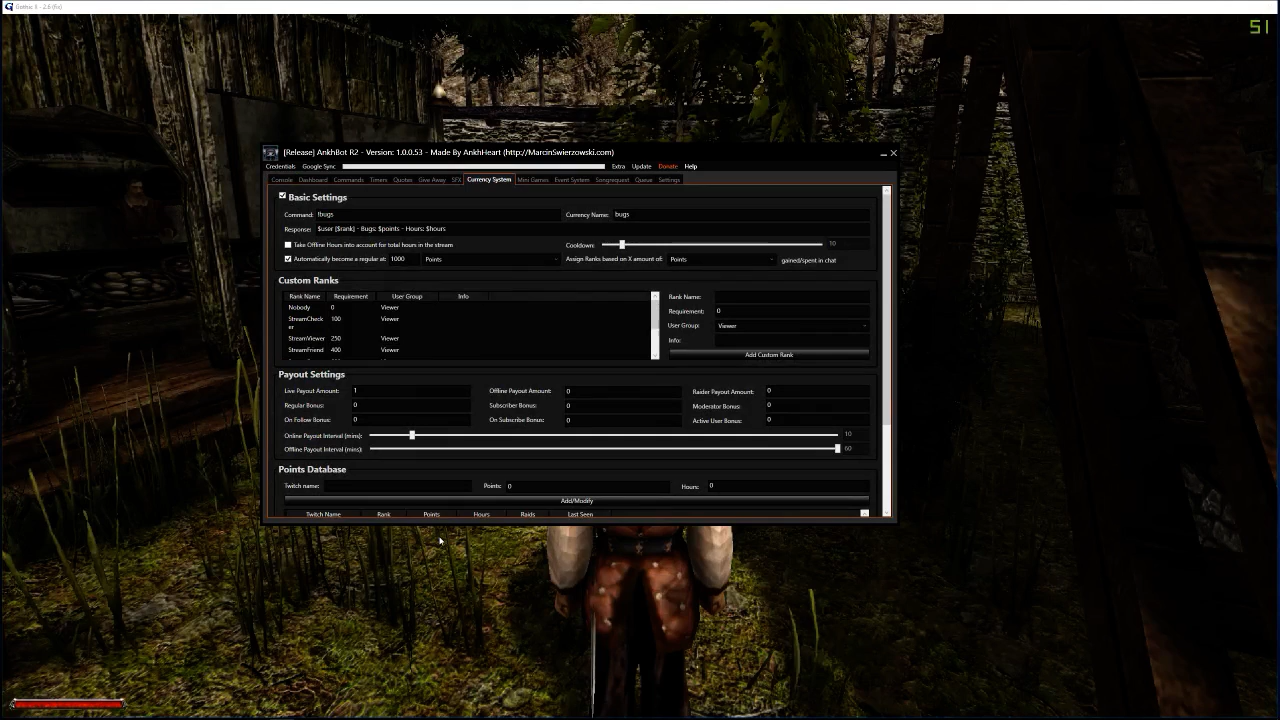 Gothic II - 2.6 (fix)
51
[Release] AnkhBot R2 - Version: 1.0.0.53 - Made By AnkhHeart (http://MarcinSwierzowski.com)
Credentials Google Sync Extra Update Donate Help
Console Dashboard Commands Timers Quotes Give Away SFX Currency System Mini Games Event System Songrequest Queue Settings
Basic Settings
Command: !bugs Currency Name: bugs
Response: $user [$rank] - Bugs: $points - Hours: $hours
Take Offline Hours into account for total hours in the stream Cooldown: 10
Automatically become a regular at: 1000 Points Assign Ranks based on X amount of: Points gained/spent in chat
Custom Ranks
Rank Name Requirement User Group Info
Nobody 0 Viewer
StreamCheck 100 Viewer
er
StreamViewer 250 Viewer
StreamFriend 400 Viewer
Rank Name:
Requirement: 0
User Group: Viewer
Info:
Add Custom Rank
Payout Settings
Live Payout Amount: 1 Offline Payout Amount: 0 Raider Payout Amount: 0
Regular Bonus: 0 Subscriber Bonus: 0 Moderator Bonus: 0
On Follow Bonus: 0 On Subscribe Bonus: 0 Active User Bonus: 0
Online Payout Interval (mins): 10
Offline Payout Interval (mins): 60
Points Database
Twitch name: Points: 0 Hours: 0
Add/Modify
Twitch Name Rank Points Hours Raids Last Seen